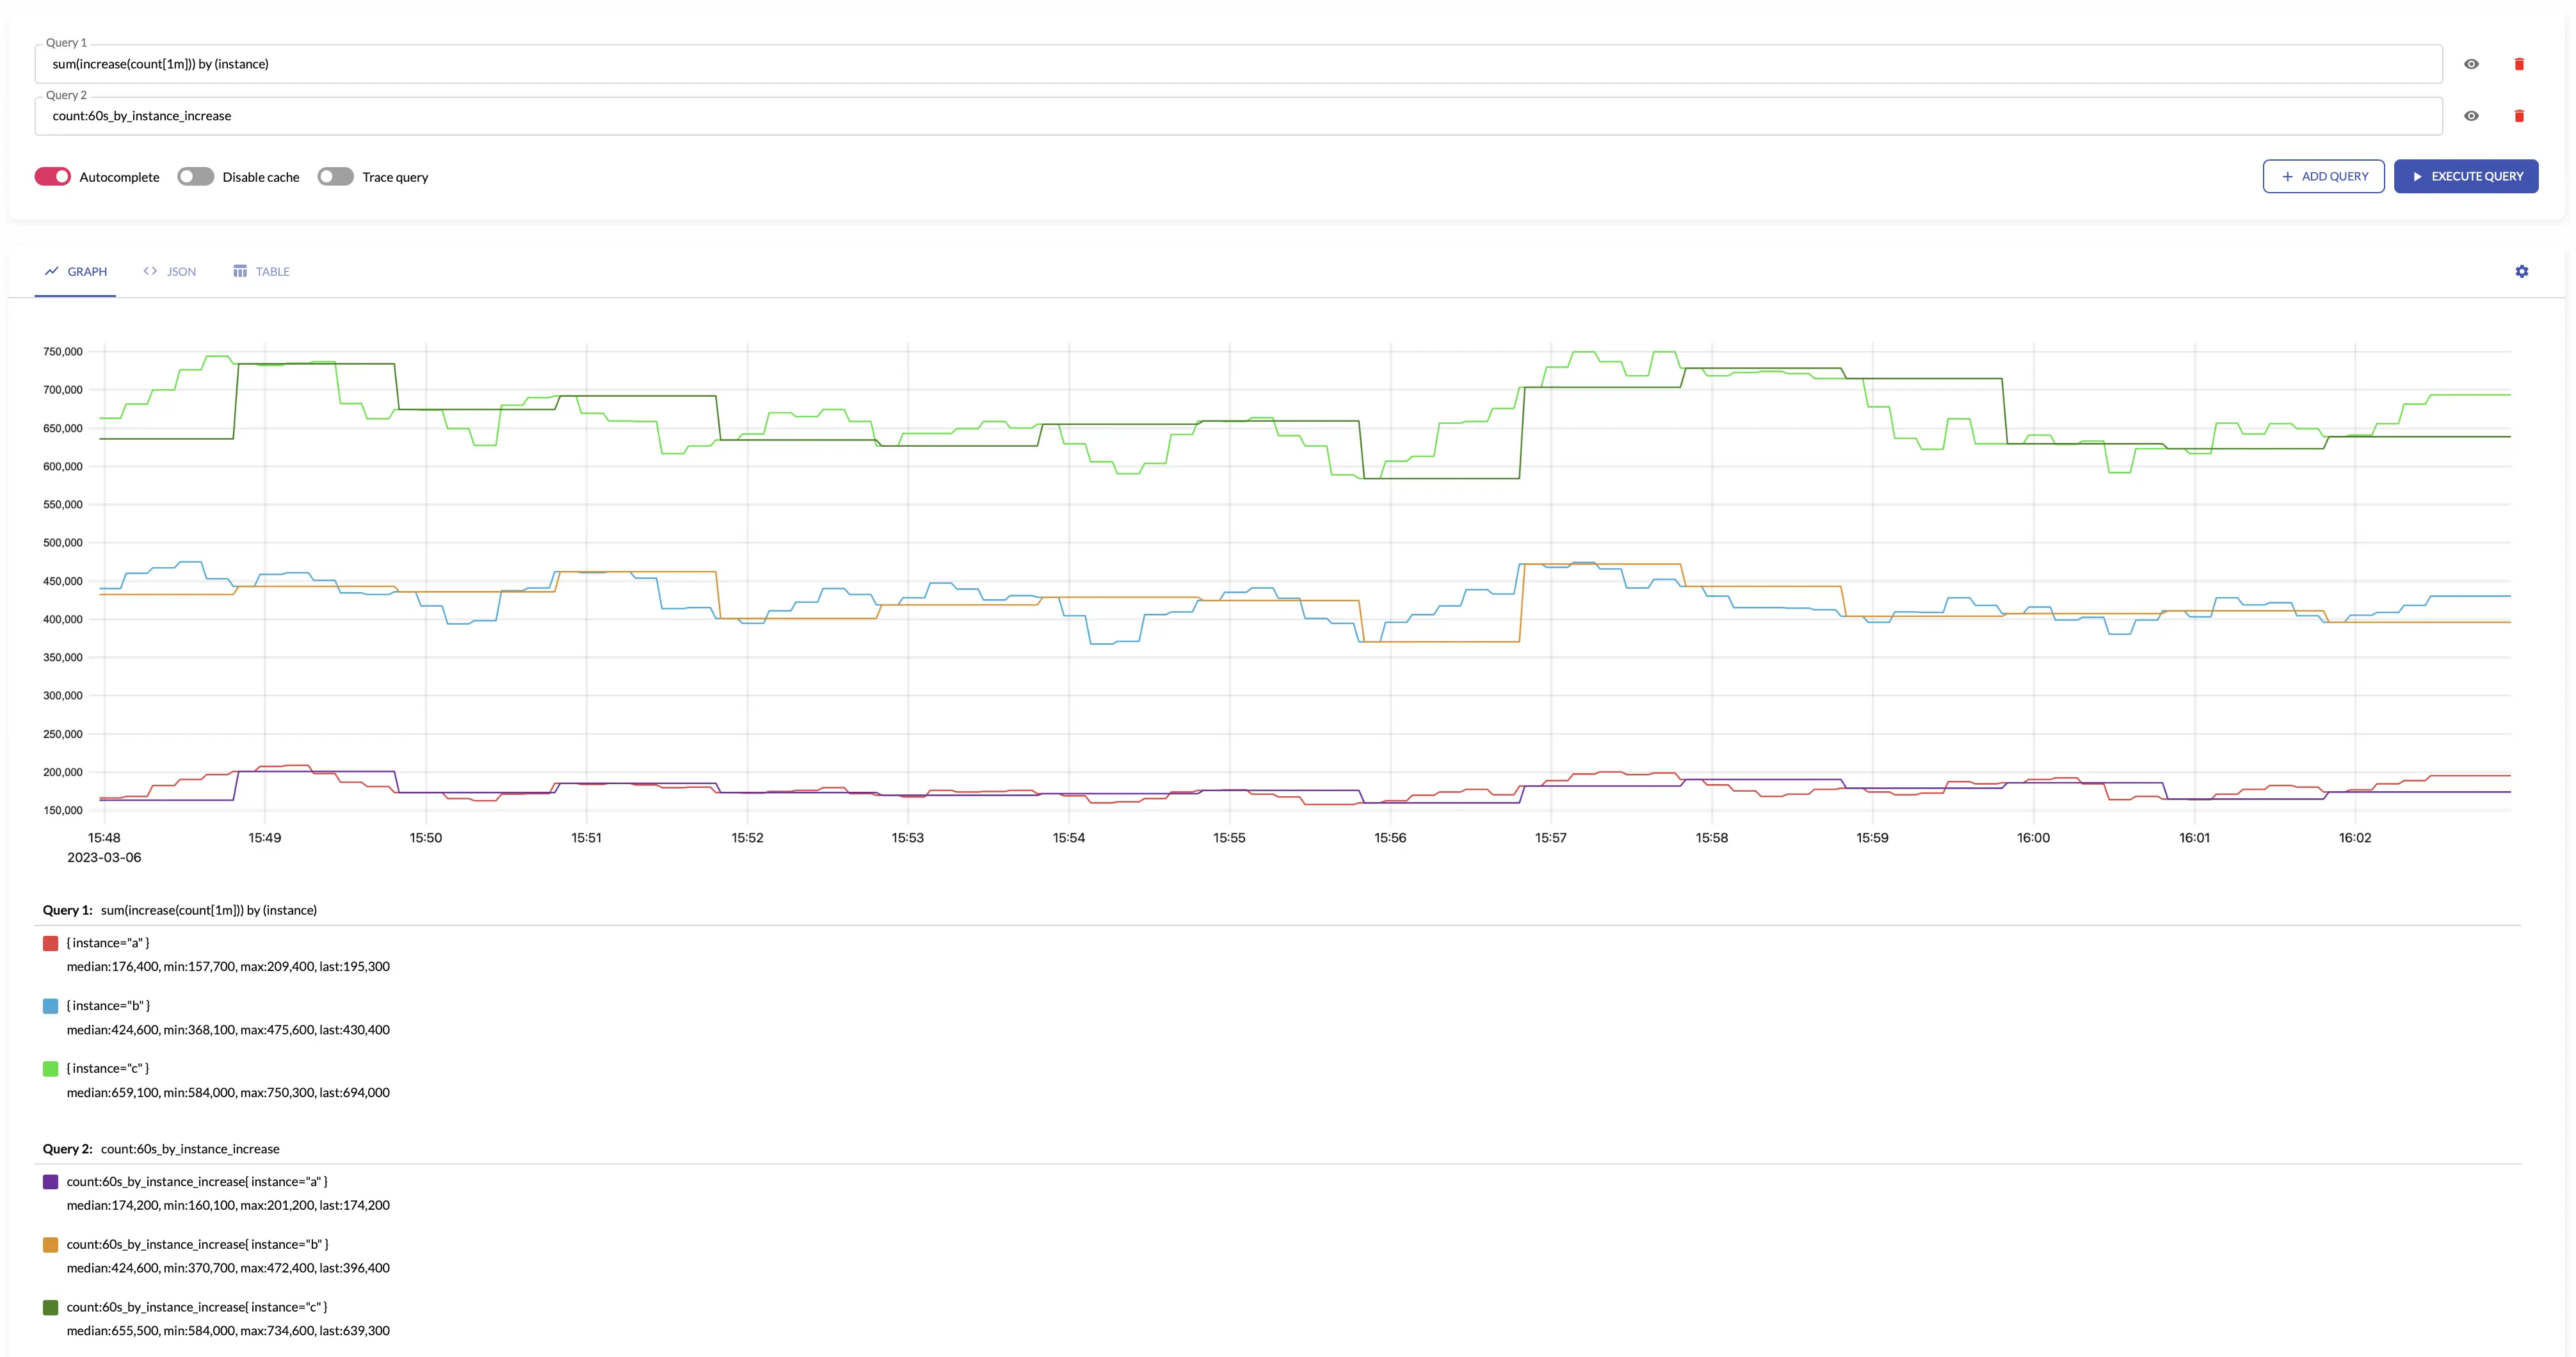 Query 1
sum(increase(count[1m])) by (instance)
Query 2
count:60s_by_instance_increase
Autocomplete Disable cache Trace query ADD QUERY EXECUTE QUERY
GRAPH JSON TABLE
750,000
700,000
650,000
600,000
550,000
500,000
450,000
400,000
350,000
300,000
250,000
200,000
150,000
15:48 15:49 15:50 15:51 15:52 15:53 15:54 15:55 15:56 15:57 15:58 15:59 16:00 16:01 16:02
2023-03-06
Query 1: sum(increase(count[1m])) by (instance)
{ instance="a" }
median:176,400, min:157,700, max:209,400, last:195,300
{ instance="b" }
median:424,600, min:368,100, max:475,600, last:430,400
{ instance="c" }
median:659,100, min:584,000, max:750,300, last:694,000
Query 2: count:60s_by_instance_increase
count:60s_by_instance_increase{ instance="a" }
median:174,200, min:160,100, max:201,200, last:174,200
count:60s_by_instance_increase{ instance="b" }
median:424,600, min:370,700, max:472,400, last:396,400
count:60s_by_instance_increase{ instance="c" }
median:655,500, min:584,000, max:734,600, last:639,300